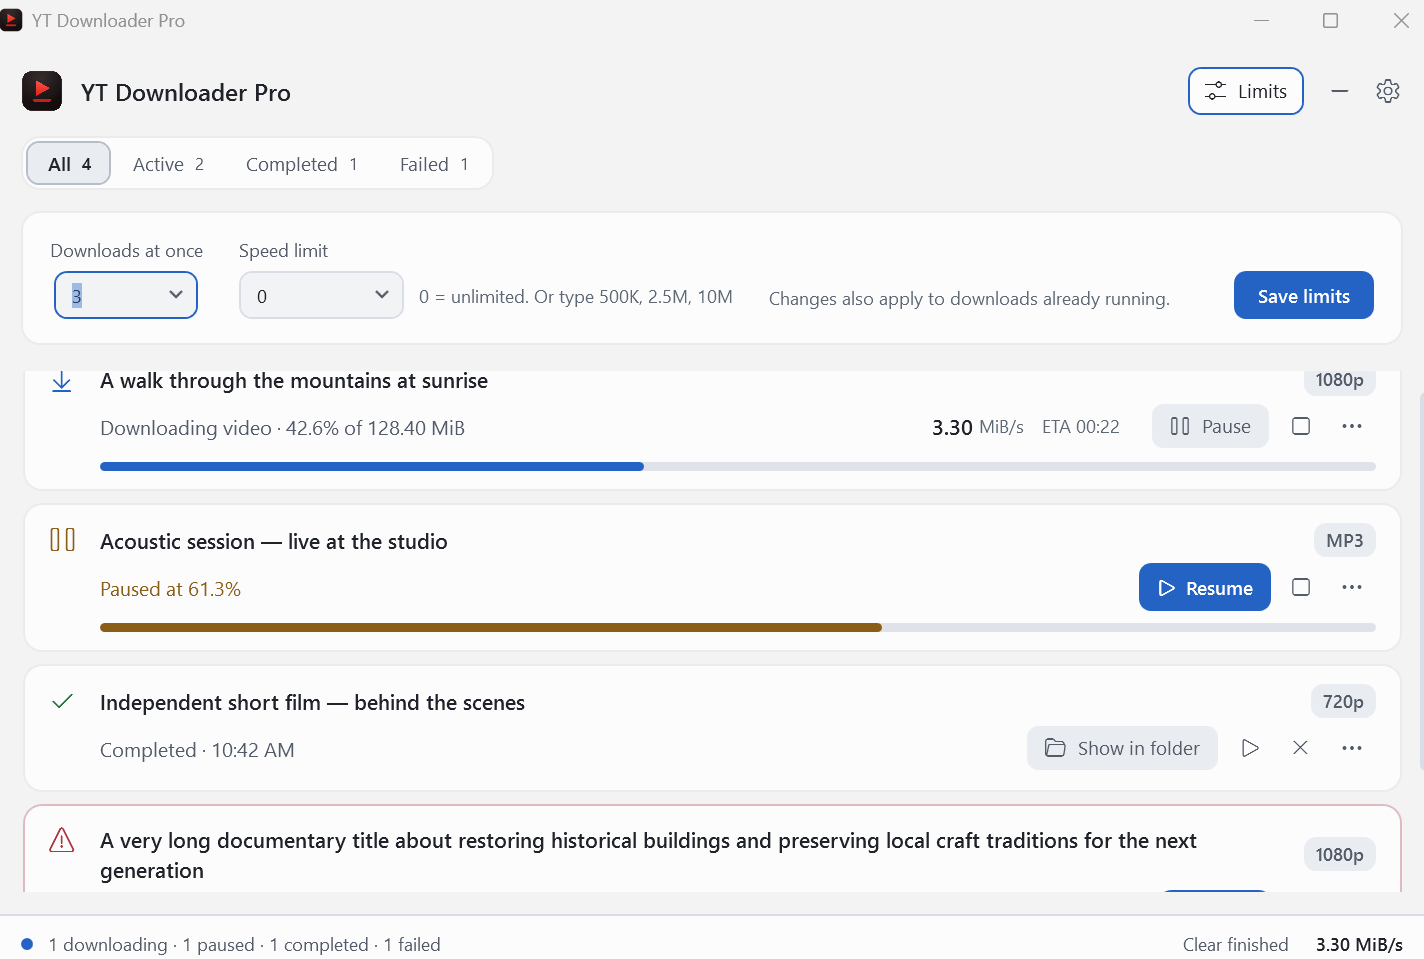 YT Downloader Pro
YT Downloader Pro
Limits
All 4 Active 2 Completed 1 Failed 1
Downloads at once Speed limit
3 0 0 = unlimited. Or type 500K, 2.5M, 10M Changes also apply to downloads already running. Save limits
A walk through the mountains at sunrise 1080p
Downloading video · 42.6% of 128.40 MiB 3.30 MiB/s ETA 00:22 Pause
Acoustic session — live at the studio MP3
Paused at 61.3% Resume
Independent short film — behind the scenes 720p
Completed · 10:42 AM Show in folder
A very long documentary title about restoring historical buildings and preserving local craft traditions for the next
generation 1080p
1 downloading · 1 paused · 1 completed · 1 failed Clear finished 3.30 MiB/s